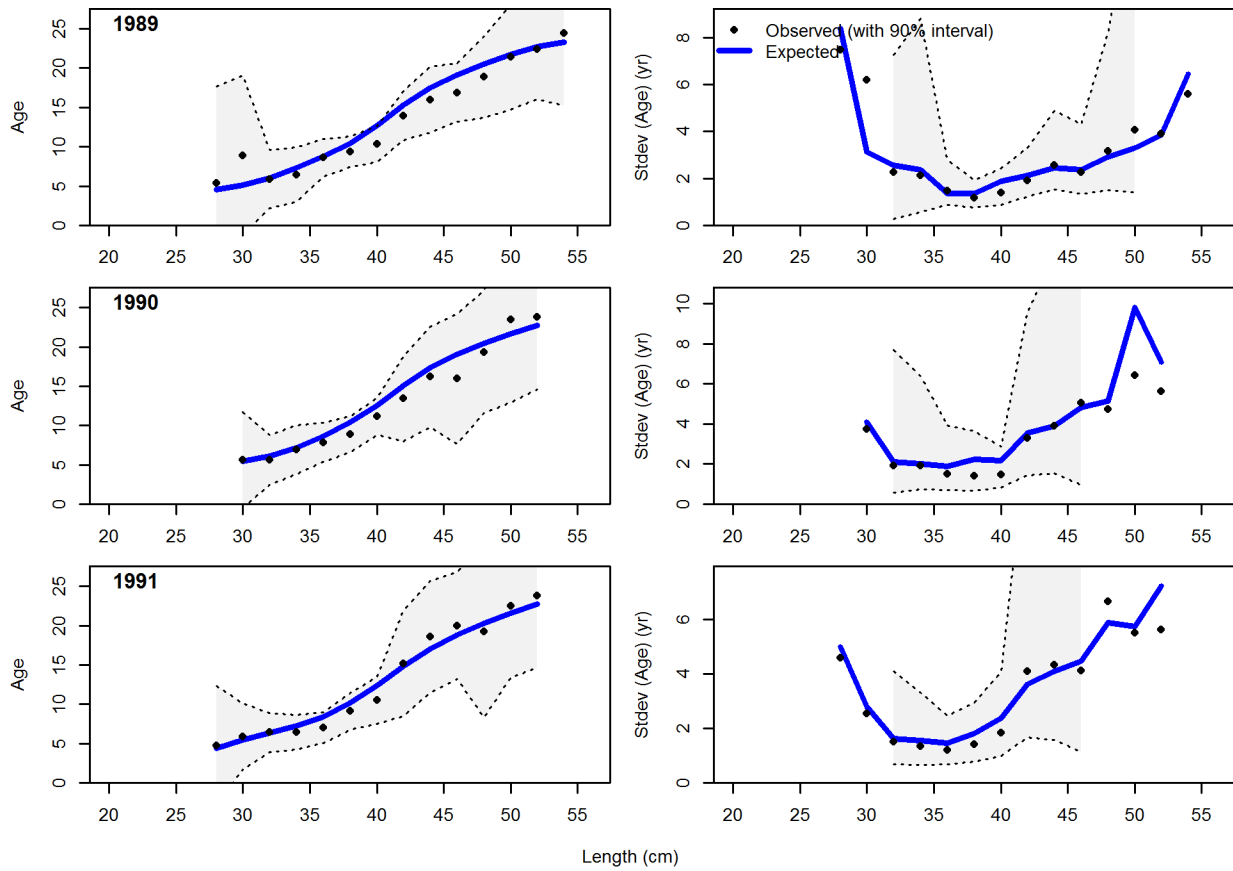 1989
Age
0 5 10 15 20 25
20 25 30 35 40 45 50 55
Observed (with 90% interval)
Expected
Stdev (Age) (yr)
0 2 4 6 8
20 25 30 35 40 45 50 55
1990
Age
0 5 10 15 20 25
20 25 30 35 40 45 50 55
Stdev (Age) (yr)
0 2 4 6 8 10
20 25 30 35 40 45 50 55
1991
Age
0 5 10 15 20 25
20 25 30 35 40 45 50 55
Stdev (Age) (yr)
0 2 4 6
20 25 30 35 40 45 50 55
Length (cm)